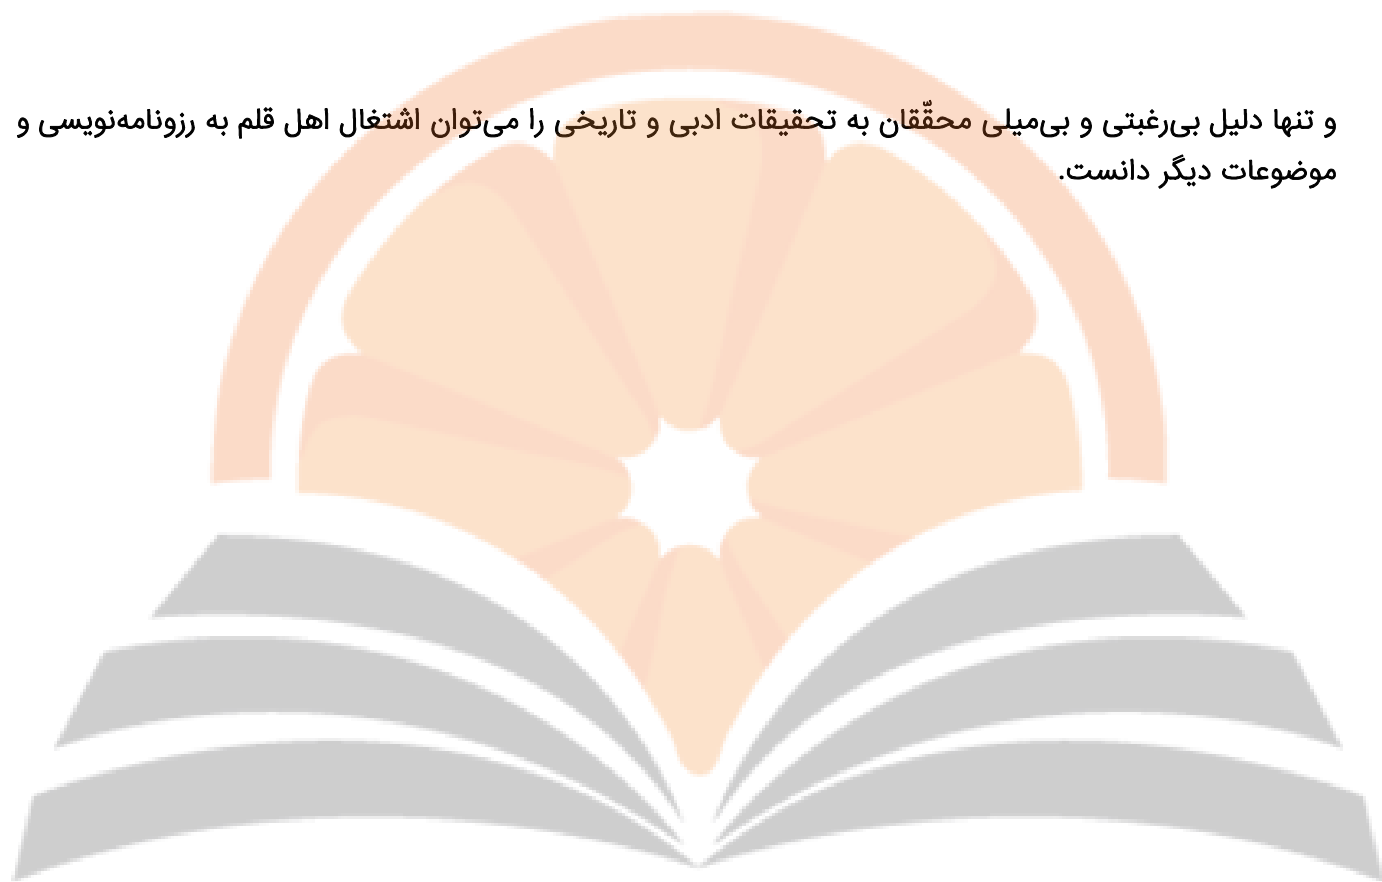 و تنها دلیل بی‌رغبتی و بی‌میلی محقّقان به تحقیقات ادبی و تاریخی را می‌توان اشتغال اهل قلم به رزونامه‌نویسی و
موضوعات دیگر دانست.